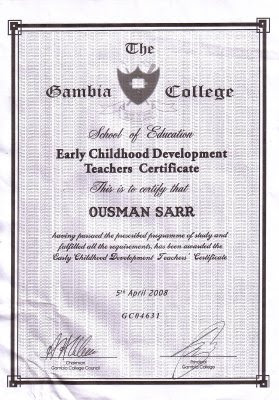 The
Gambia College
School of Education
Early Childhood Development
Teachers Certificate
This is to certify that
OUSMAN SARR
having pursued the prescribed programme of study and
fulfilled all the requirements, has been awarded the
Early Childhood Development Teachers' Certificate
5th April 2008
GC04631
Chairman Principal
Gambia College Council Gambia College